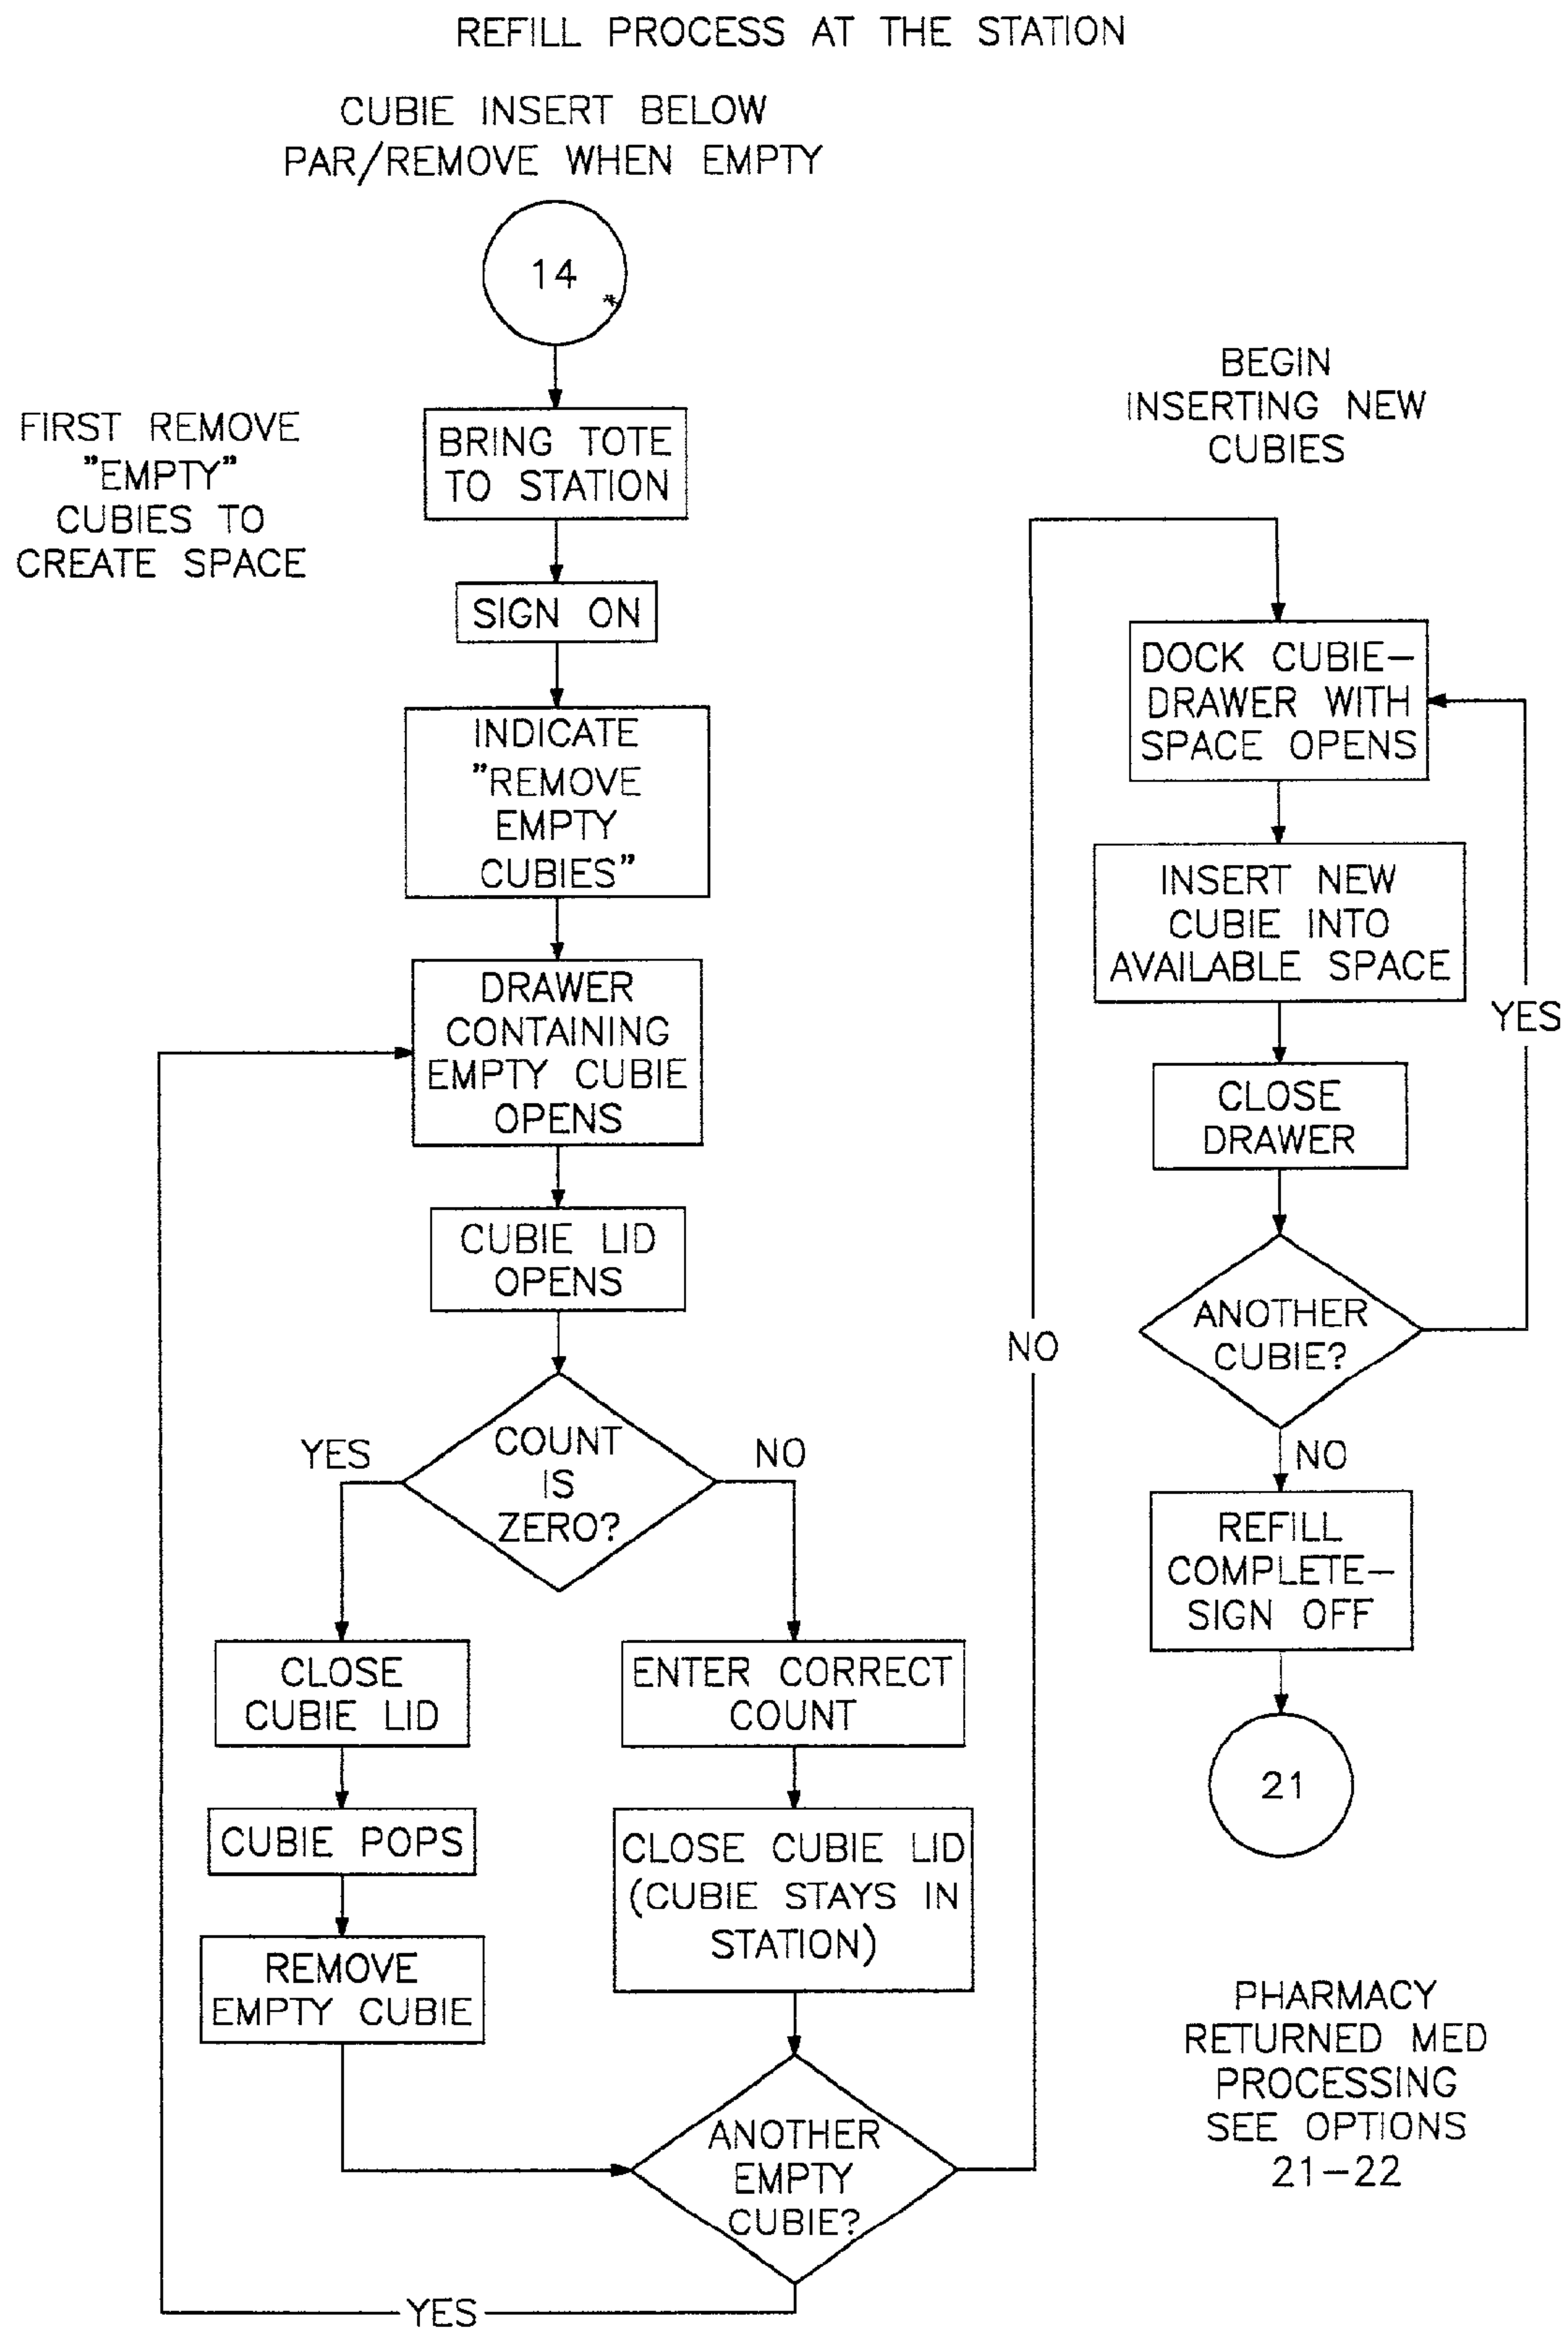 REFILL PROCESS AT THE STATION
CUBIE INSERT BELOW
PAR/REMOVE WHEN EMPTY
14
FIRST REMOVE
"EMPTY"
CUBIES TO
CREATE SPACE
BRING TOTE
TO STATION
SIGN ON
INDICATE
"REMOVE
EMPTY
CUBIES"
DRAWER
CONTAINING
EMPTY CUBIE
OPENS
CUBIE LID
OPENS
COUNT
IS
ZERO?
YES
NO
CLOSE
CUBIE LID
CUBIE POPS
REMOVE
EMPTY CUBIE
ENTER CORRECT
COUNT
CLOSE CUBIE LID
(CUBIE STAYS IN
STATION)
ANOTHER
EMPTY
CUBIE?
YES
NO
BEGIN
INSERTING NEW
CUBIES
DOCK CUBIE–
DRAWER WITH
SPACE OPENS
INSERT NEW
CUBIE INTO
AVAILABLE SPACE
CLOSE
DRAWER
ANOTHER
CUBIE?
YES
NO
REFILL
COMPLETE–
SIGN OFF
21
PHARMACY
RETURNED MED
PROCESSING
SEE OPTIONS
21–22